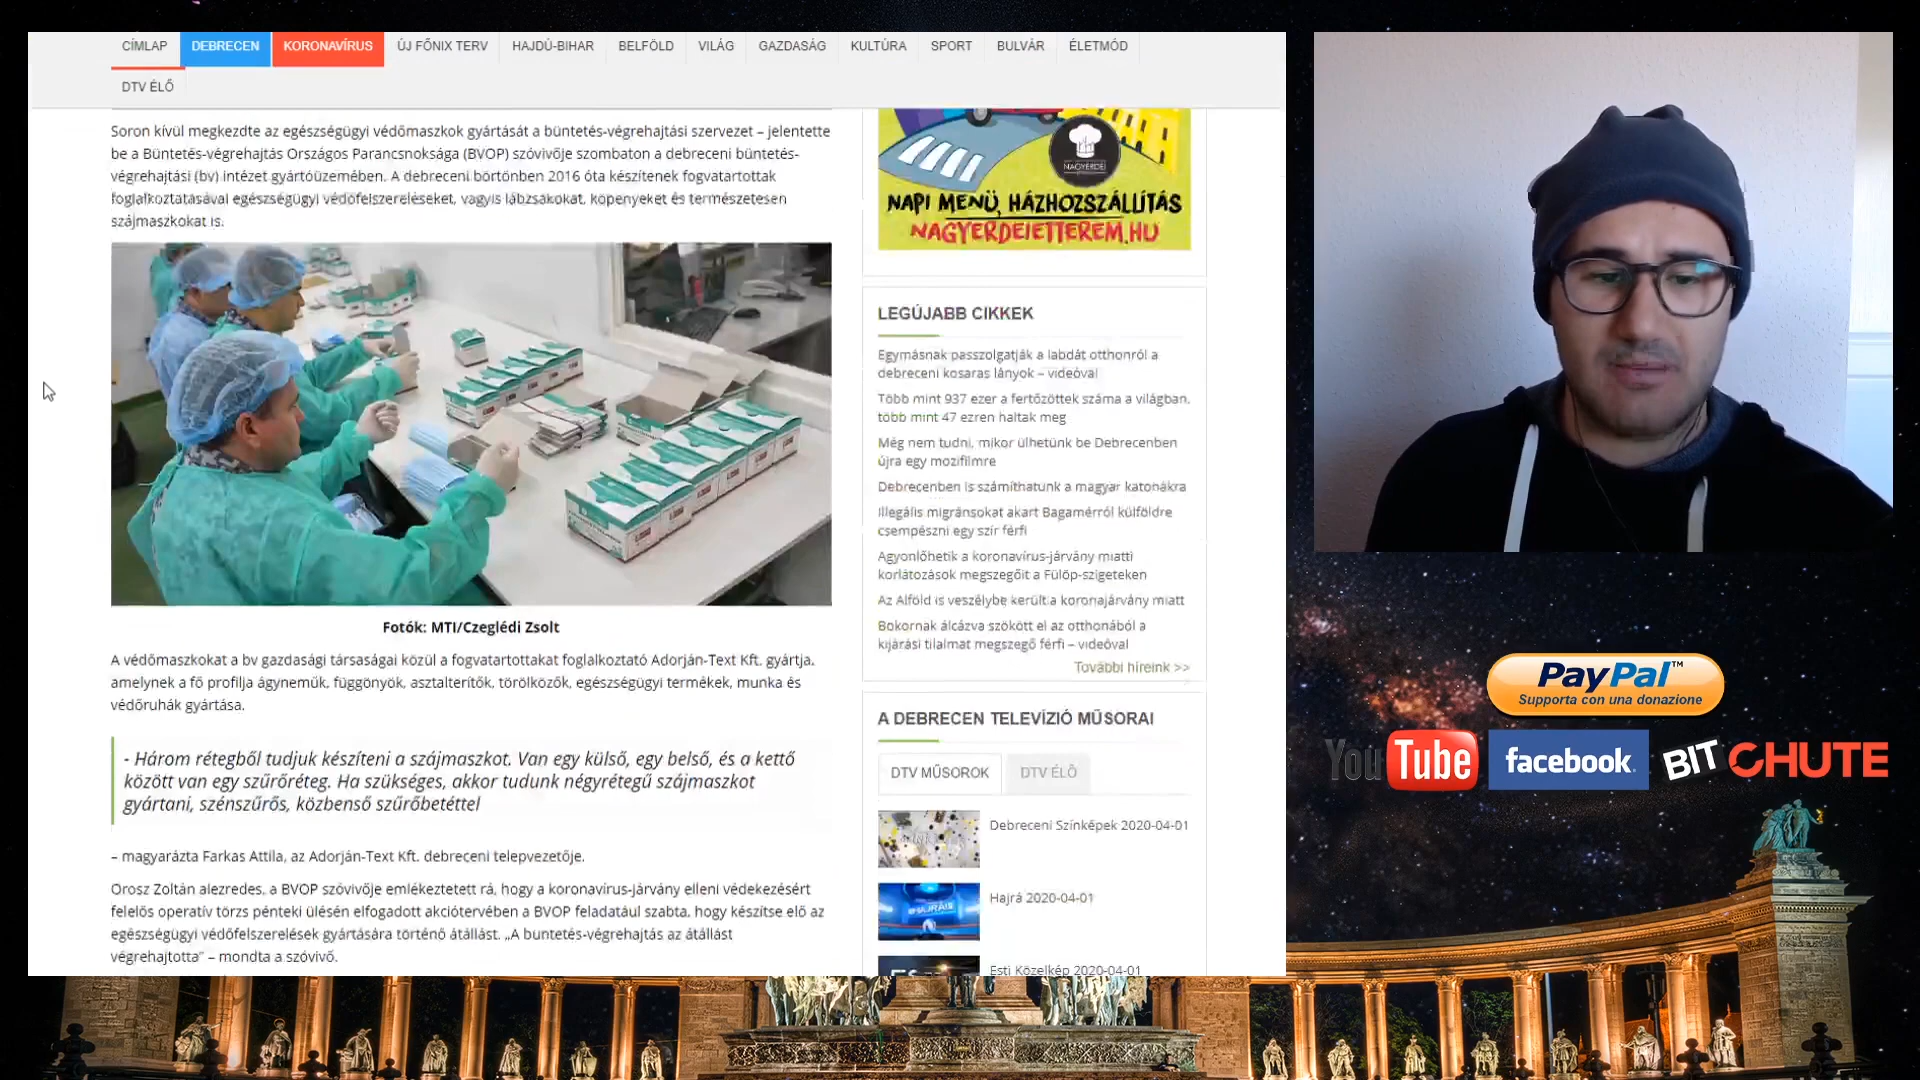 CÍMLAP
DEBRECEN
KORONAVÍRUS
ÚJ FŐNIX TERV
HAJDÚ-BIHAR
BELFÖLD
VILÁG
GAZDASÁG
KULTÚRA
SPORT
BULVÁR
ÉLETMÓD
DTV ÉLŐ
Soron kívül megkezdte az egészségügyi védőmaszkok gyártását a büntetés-végrehajtási szervezet – jelentette
be a Büntetés-végrehajtás Országos Parancsnoksága (BVOP) szóvivője szombaton a debreceni büntetés-
végrehajtási (bv) intézet gyártóüzemében. A debreceni börtönben 2016 óta készítenek fogvatartottak
foglalkoztatásával egészségügyi védőfelszereléseket, vagyis lábzsákokat, köpenyeket és természetesen
szájmaszkokat is.
Fotók: MTI/Czeglédi Zsolt
A védőmaszkokat a bv gazdasági társaságai közül a fogvatartottakat foglalkoztató Adorján-Text Kft. gyártja,
amelynek a fő profilja ágyneműk, függönyök, asztalterítők, törölközők, egészségügyi termékek, munka és
védőruhák gyártása.
- Három rétegből tudjuk készíteni a szájmaszkot. Van egy külső, egy belső, és a kettő
között van egy szűrőréteg. Ha szükséges, akkor tudunk négyrétegű szájmaszkot
gyártani, szénszűrős, közbenső szűrőbetéttel
– magyarázta Farkas Attila, az Adorján-Text Kft. debreceni telepvezetője.
Orosz Zoltán alezredes, a BVOP szóvivője emlékeztetett rá, hogy a koronavírus-járvány elleni védekezésért
felelős operatív törzs pénteki ülésén elfogadott akciótervében a BVOP feladatául szabta, hogy készítse elő az
egészségügyi védőfelszerelések gyártására történő átállást. „A büntetés-végrehajtás az átállást
végrehajtotta" – mondta a szóvivő.
NAGYERDEI
NAPI MENÜ, HÁZHOZSZÁLLÍTÁS
NAGYERDEIETTEREM.HU
LEGÚJABB CIKKEK
Egymásnak passzolgatják a labdát otthonról a
debreceni kosaras lányok – videóval
Több mint 937 ezer a fertőzöttek száma a világban,
több mint 47 ezren haltak meg
Még nem tudni, mikor ülhetünk be Debrecenben
újra egy mozifilmre
Debrecenben is számíthatunk a magyar katonákra
Illegális migránsokat akart Bagamérról külföldre
csempészni egy szír férfi
Agyonlőhetik a koronavírus-járvány miatti
korlátozások megszegőit a Fülöp-szigeteken
Az Alföld is veszélybe került a koronajárvány miatt
Bokornak álcázva szökött el az otthonából a
kijárási tilalmat megszegő férfi – videóval
További híreink >>
A DEBRECEN TELEVÍZIÓ MŰSORAI
DTV MŰSOROK
DTV ÉLŐ
Debreceni Színképek 2020-04-01
Hajrá 2020-04-01
Esti Közelkép 2020-04-01
PayPal™
Supporta con una donazione
YouTube
facebook.
BITCHUTE